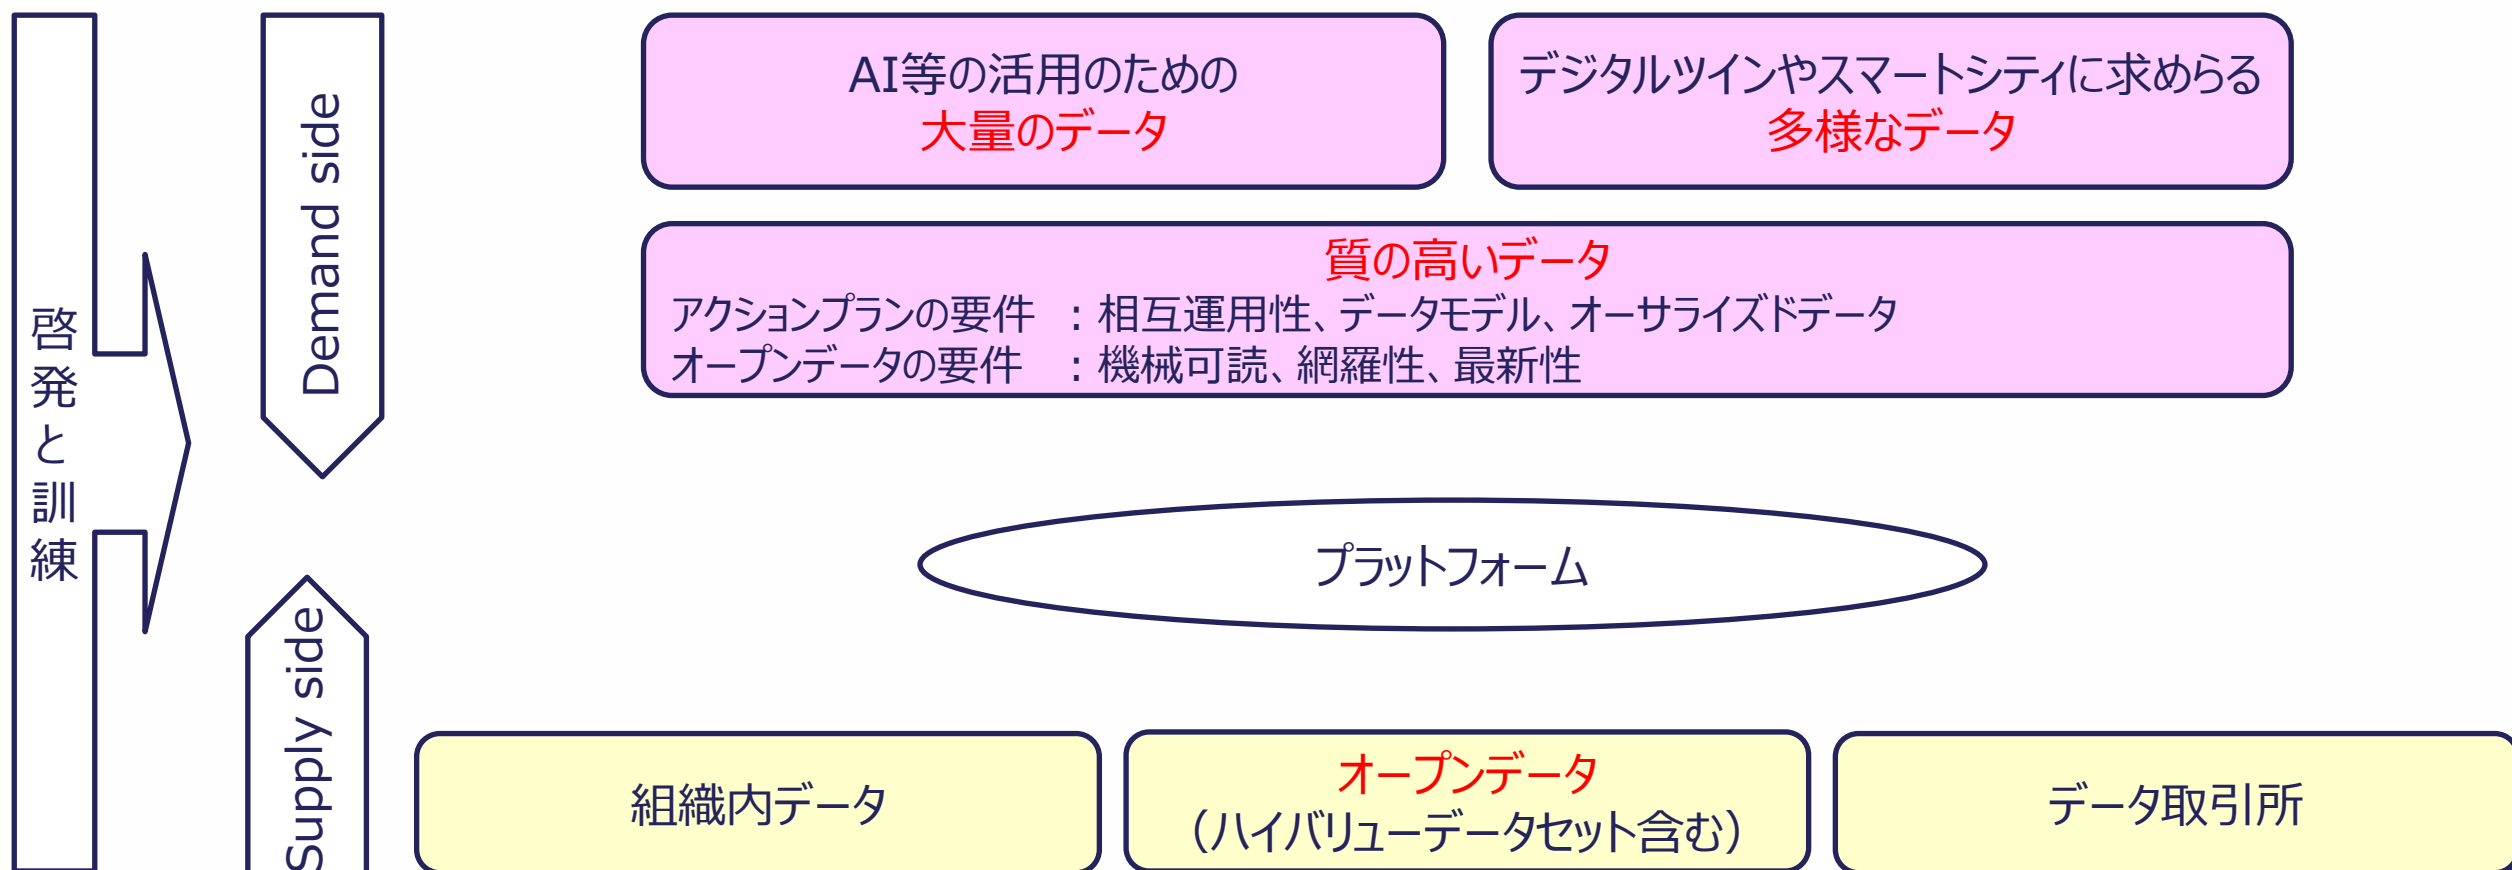 啓発と訓練
Demand side
AI等の活用のための
大量のデータ
デジタルツインやスマートシティに求めらる
多様なデータ
質の高いデータ
アクションプランの要件　：相互運用性、データモデル、オーサライズドデータ
オープンデータの要件　：機械可読、網羅性、最新性
プラットフォーム
Supply side
組織内データ
オープンデータ
（ハイバリューデータセット含む）
データ取引所